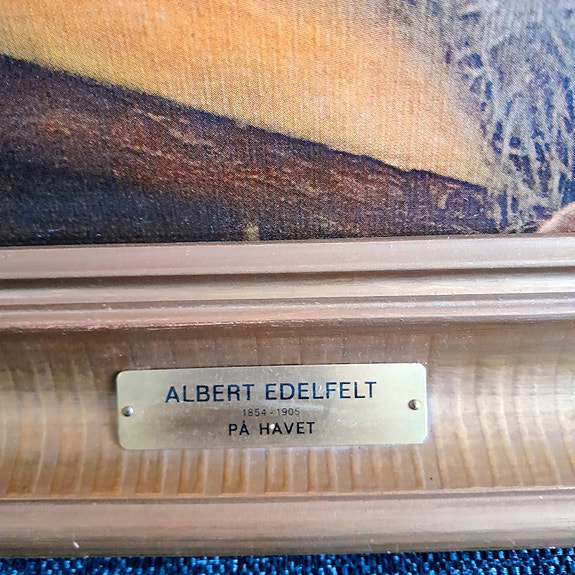 ALBERT EDELFELT
1854 - 1905
PÅ HAVET